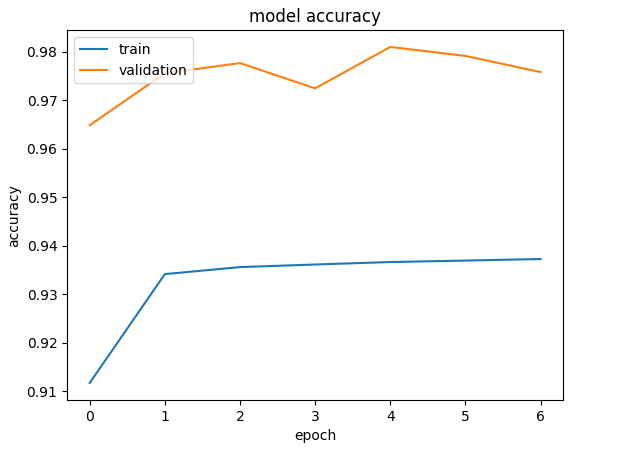 model accuracy
train
validation
0.98
0.97
0.96
0.95
0.94
0.93
0.92
0.91
accuracy
0 1 2 3 4 5 6
epoch